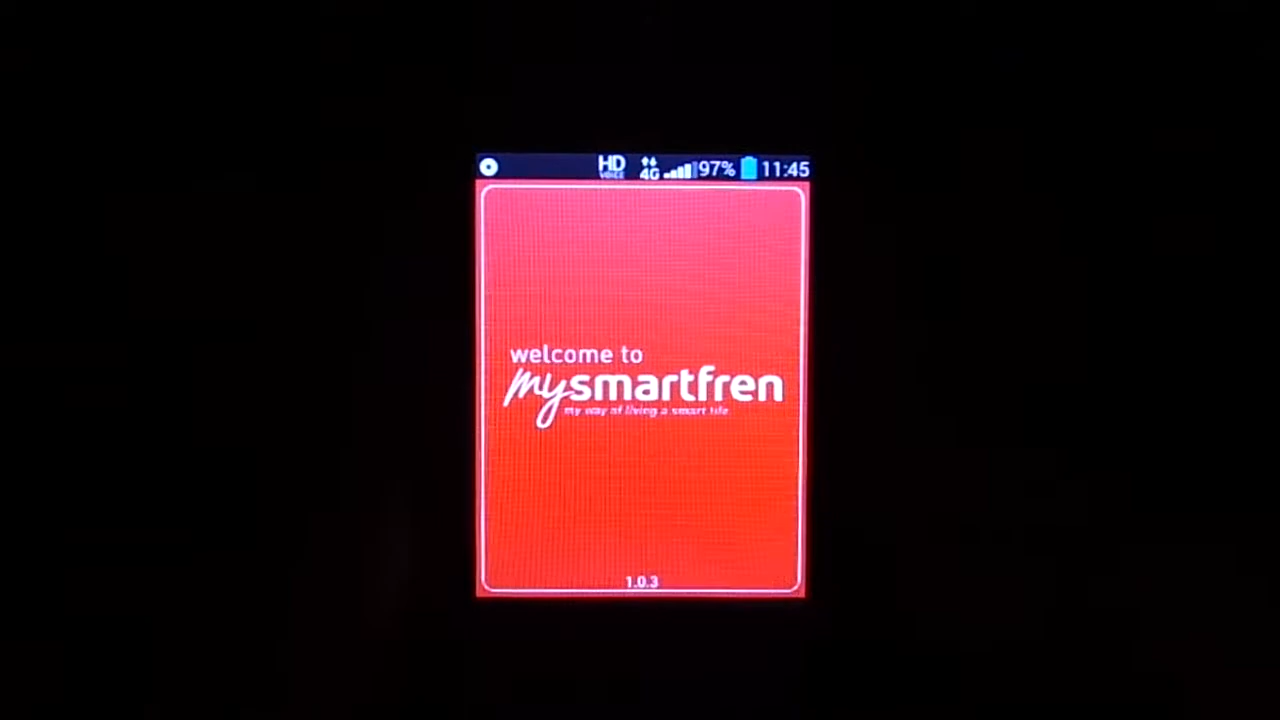 HD VOICE 4G 97% 11:45
welcome to
mysmartfren
my way of living a smart life
1.0.3